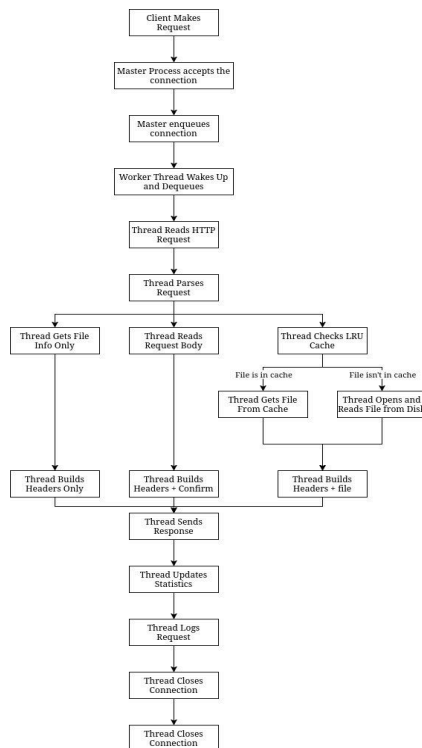 Client Makes
Request
Master Process accepts the
connection
Master enqueues
connection
Worker Thread Wakes Up
and Dequeues
Thread Reads HTTP
Request
Thread Parses
Request
Thread Gets File
Info Only
Thread Reads
Request Body
Thread Checks LRU
Cache
File is in cache
File isn't in cache
Thread Gets File
From Cache
Thread Opens and
Reads File from Disk
Thread Builds
Headers Only
Thread Builds
Headers + Confirm
Thread Builds
Headers + file
Thread Sends
Response
Thread Updates
Statistics
Thread Logs
Request
Thread Closes
Connection
Thread Closes
Connection